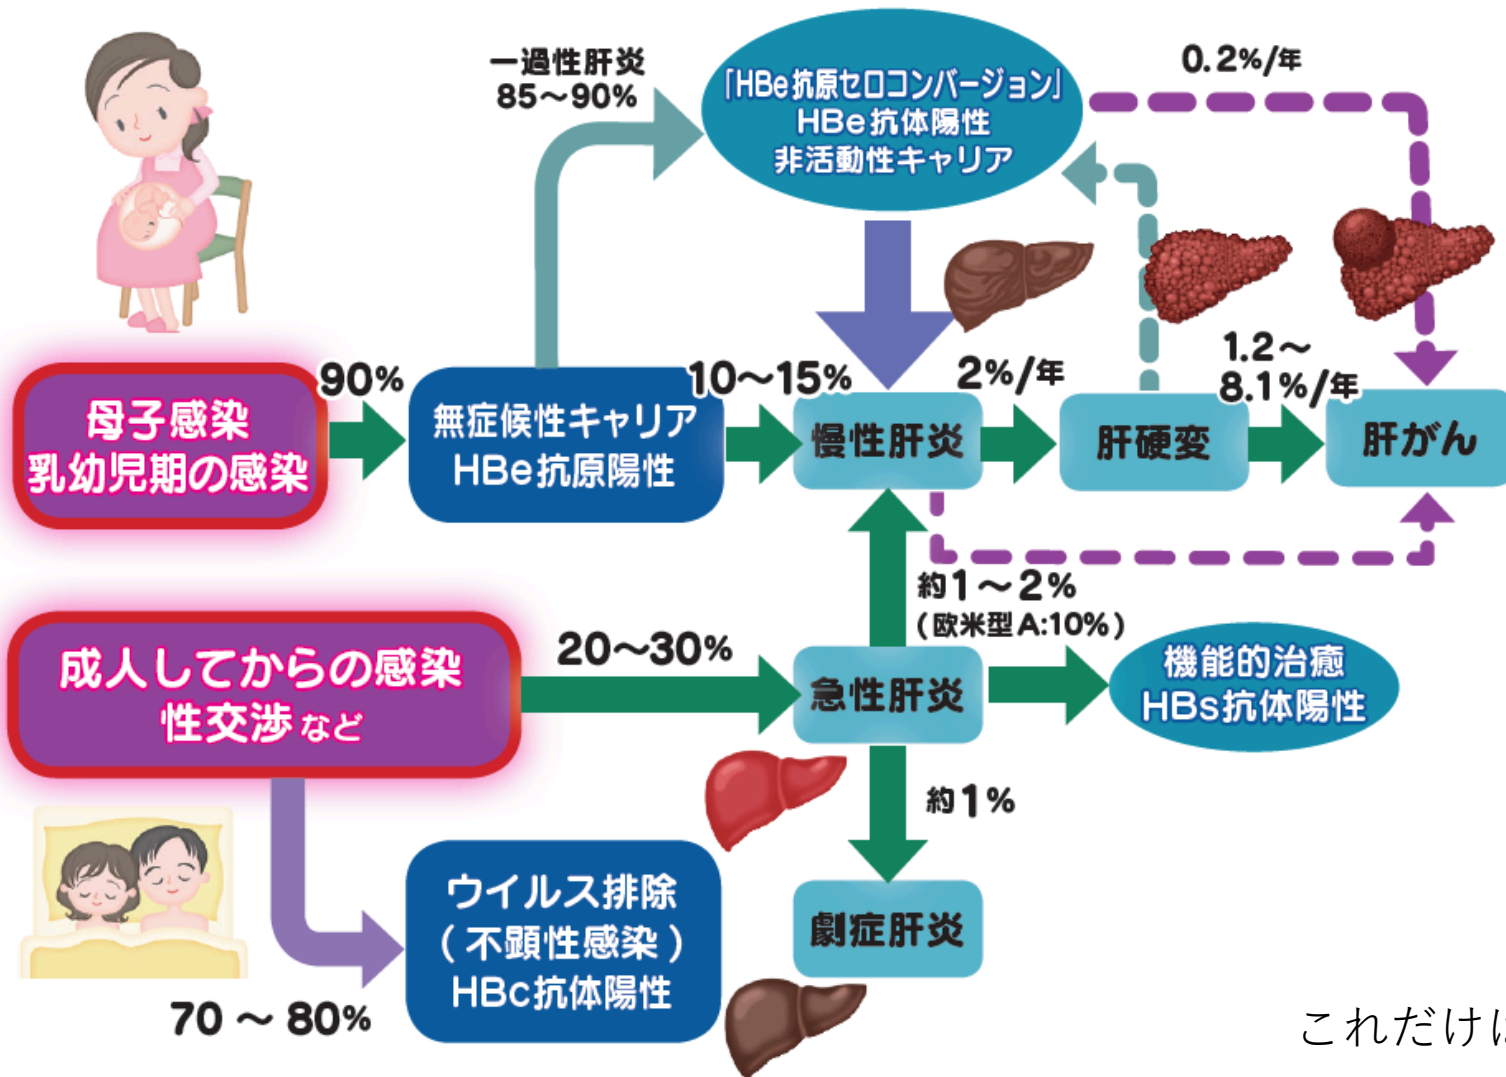 一過性肝炎
85〜90%
「HBe抗原セロコンバージョン」
HBe抗体陽性
非活動性キャリア
0.2%/年
母子感染
乳幼児期の感染
90%
無症候性キャリア
HBe抗原陽性
10〜15%
慢性肝炎
2%/年
肝硬変
1.2〜
8.1%/年
肝がん
約1〜2%
(欧米型A:10%)
成人してからの感染
性交渉など
20〜30%
急性肝炎
機能的治癒
HBs抗体陽性
約1%
劇症肝炎
ウイルス排除
(不顕性感染)
HBc抗体陽性
70〜80%
これだけは